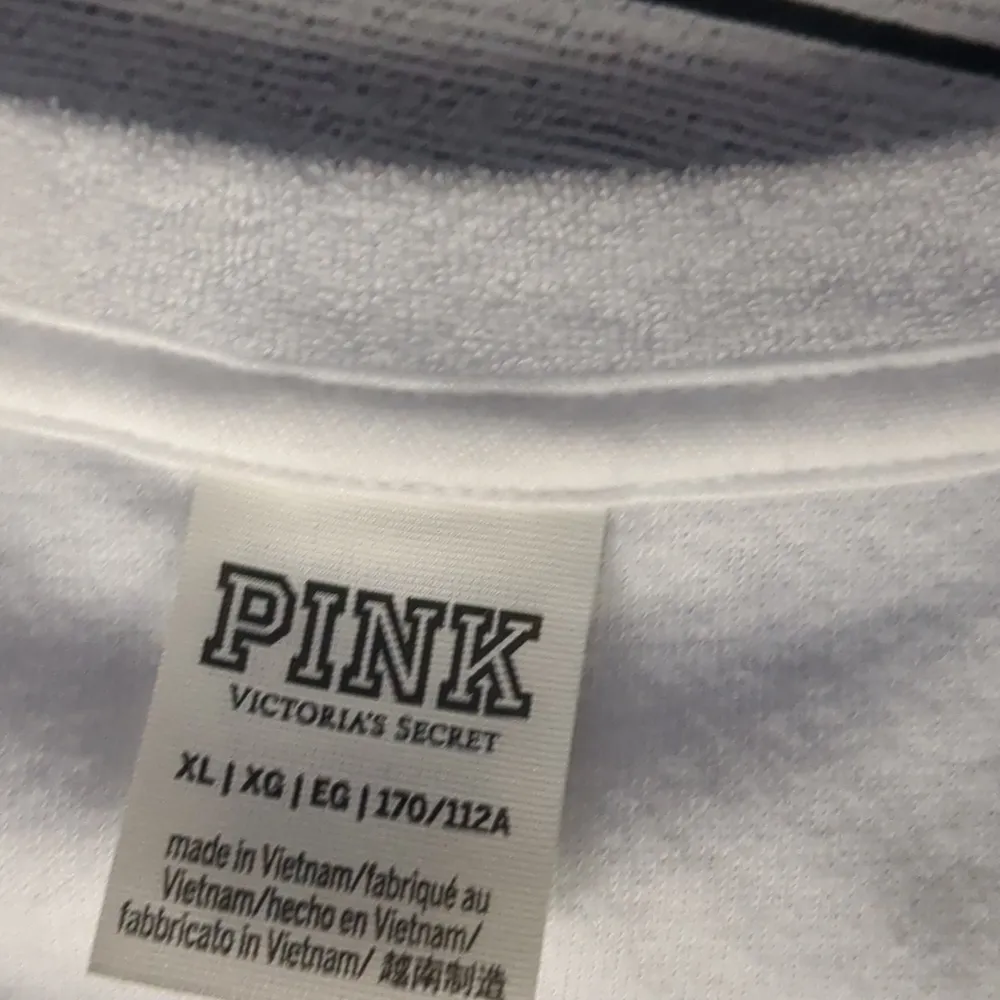 PINK
VICTORIA'S SECRET
XL | XG | EG | 170/112A
made in Vietnam/fabriqué au
Vietnam/hecho en Vietnam/
fabbricato in Vietnam/ 越南制造